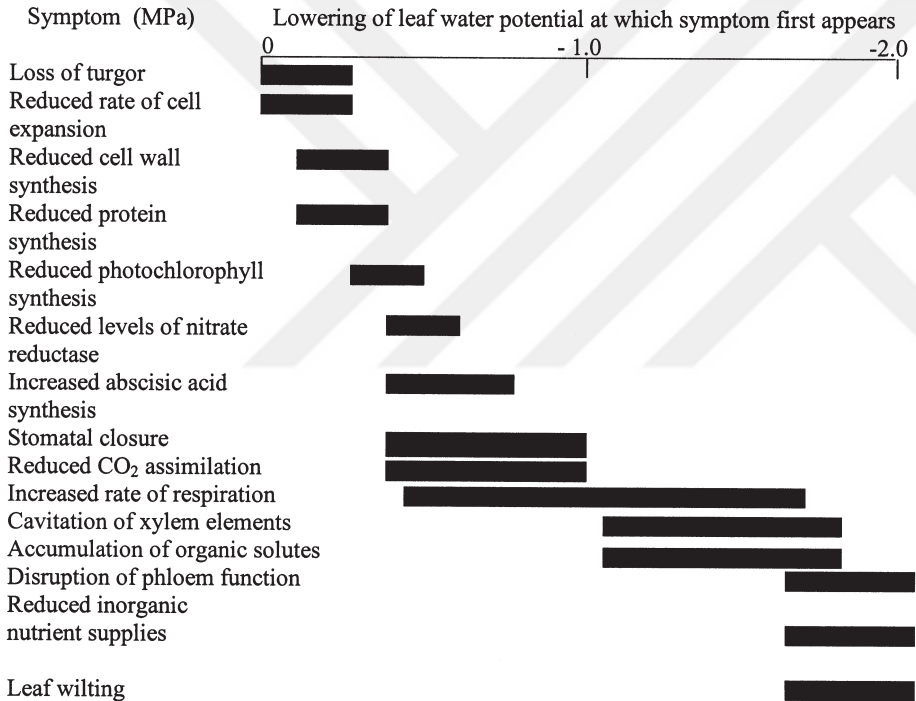 Symptom (MPa) Lowering of leaf water potential at which symptom first appears
0 - 1.0 -2.0
Loss of turgor
Reduced rate of cell
expansion
Reduced cell wall
synthesis
Reduced protein
synthesis
Reduced photochlorophyll
synthesis
Reduced levels of nitrate
reductase
Increased abscisic acid
synthesis
Stomatal closure
Reduced CO₂ assimilation
Increased rate of respiration
Cavitation of xylem elements
Accumulation of organic solutes
Disruption of phloem function
Reduced inorganic
nutrient supplies
Leaf wilting